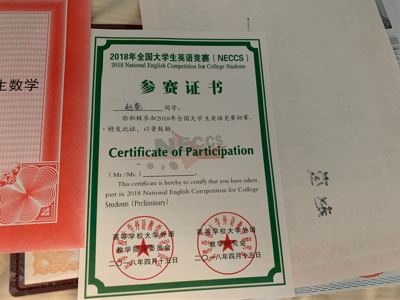 生数学
2018年全国大学生英语竞赛(NECCS)
2018 National English Competition for College Students
参赛证书
同学:
你积极参加2018年全国大学生英语竞赛初赛,
特发此证,以资鼓励。
NECCS
Certificate of Participation
(Mr./Ms.)
This certificate is hereby to certify that you have taken
part in 2018 National English Competition for College
Students (Preliminary).
高等学校大学外语
教学指导委员会
二〇一八年四月十五日
高等学校大学外语
教学研究会
二〇一八年四月十五日